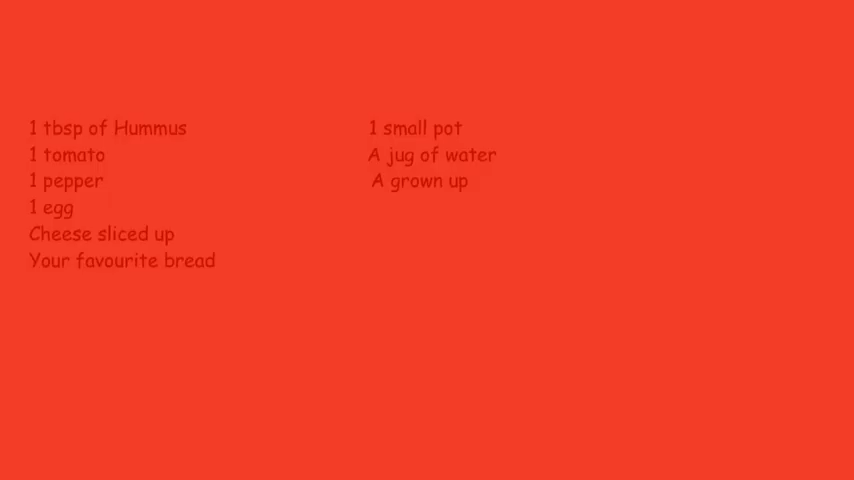 1 tbsp of Hummus
1 tomato
1 pepper
1 egg
Cheese sliced up
Your favourite bread
1 small pot
A jug of water
A grown up